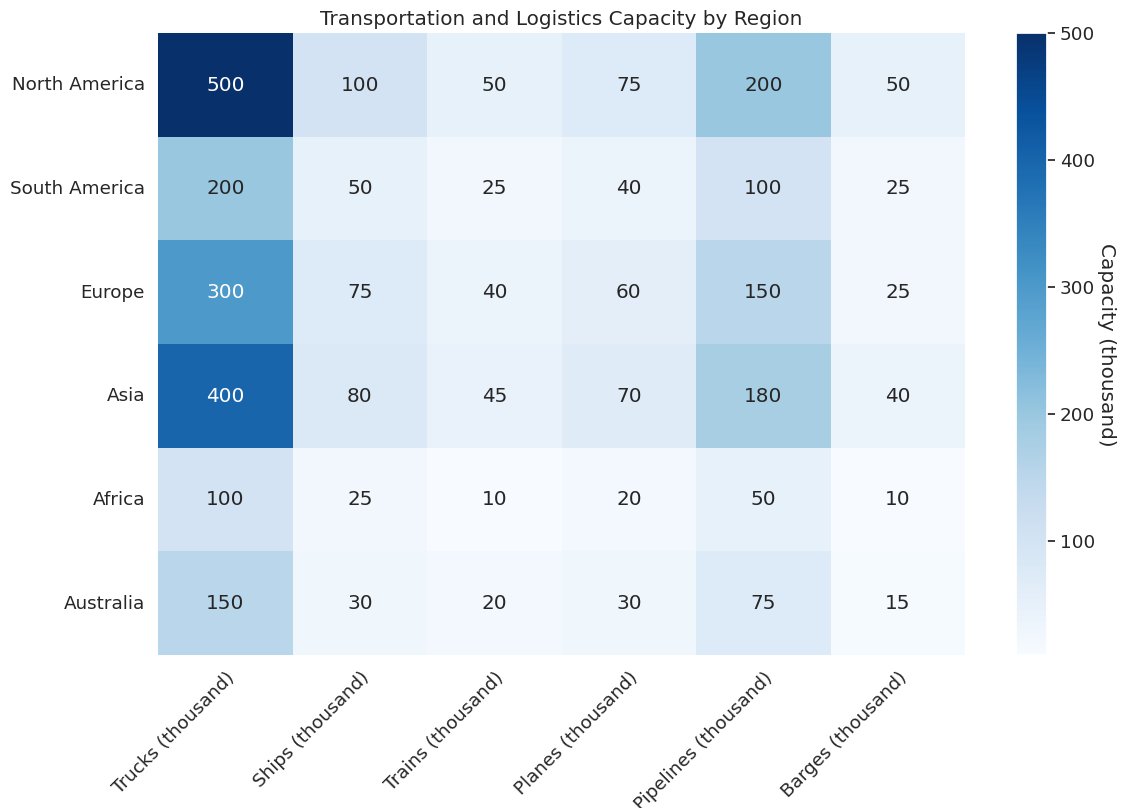 Transportation and Logistics Capacity by Region
North America 500 100 50 75 200 50
South America 200 50 25 40 100 25
Europe 300 75 40 60 150 25
Asia 400 80 45 70 180 40
Africa 100 25 10 20 50 10
Australia 150 30 20 30 75 15
Trucks (thousand) Ships (thousand) Trains (thousand) Planes (thousand) Pipelines (thousand) Barges (thousand)
500
400
300
200
100
Capacity (thousand)